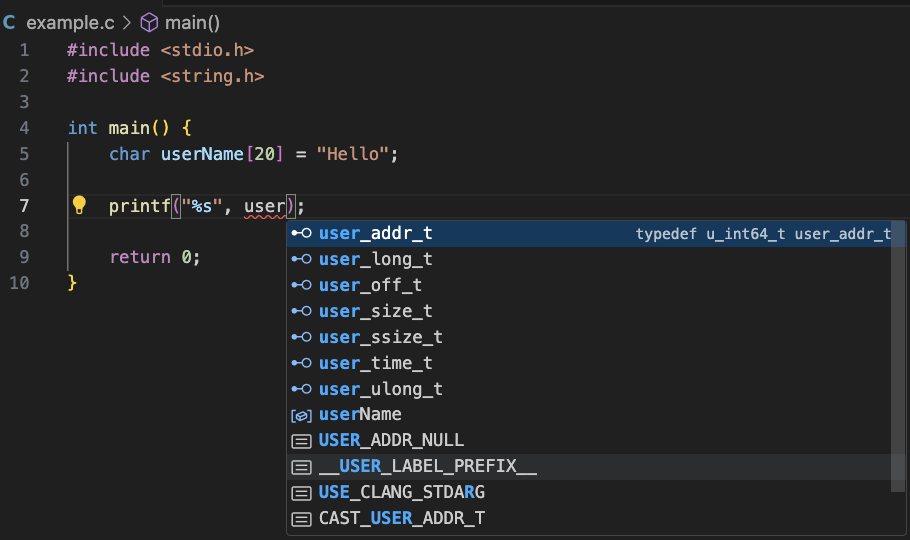 C example.c > main()
1 #include <stdio.h>
2 #include <string.h>
3
4 int main() {
5 char userName[20] = "Hello";
6
7 printf("%s", user);
8
9 return 0;
10 }
user_addr_t typedef u_int64_t user_addr_t
user_long_t
user_off_t
user_size_t
user_ssize_t
user_time_t
user_ulong_t
userName
USER_ADDR_NULL
__USER_LABEL_PREFIX__
USE_CLANG_STDARG
CAST_USER_ADDR_T